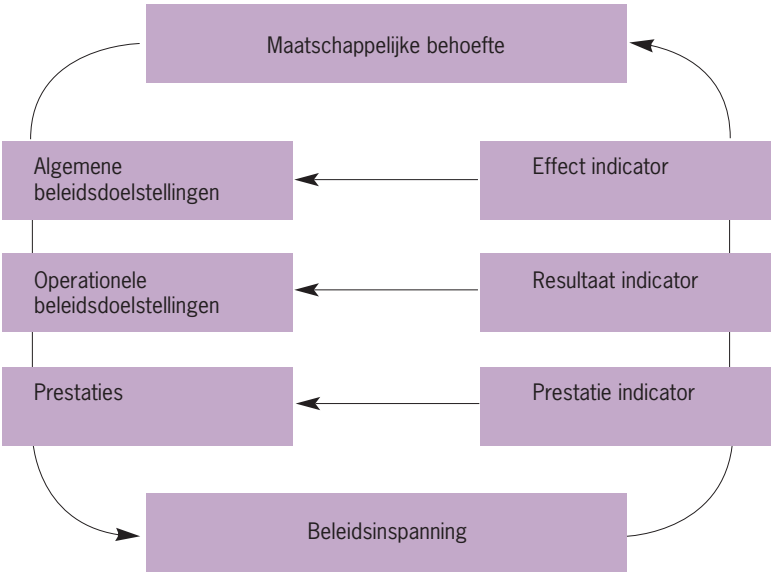 Maatschappelijke behoefte
Algemene
beleidsdoelstellingen
Effect indicator
Operationele
beleidsdoelstellingen
Resultaat indicator
Prestaties
Prestatie indicator
Beleidsinspanning